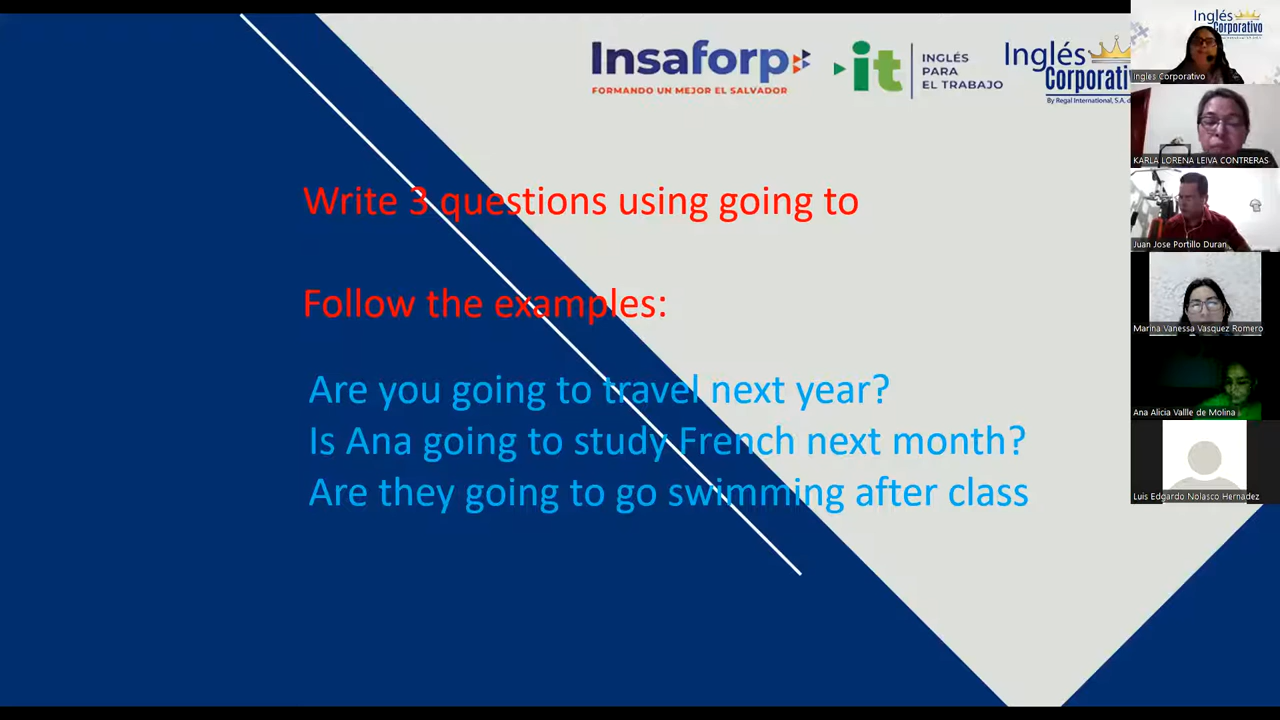 Insaforp
FORMANDO UN MEJOR EL SALVADOR
it
INGLÉS
PARA
EL TRABAJO
Inglés
Corporati
By Regal International, S.A. d
Write 3 questions using going to
Follow the examples:
Are you going to travel next year?
Is Ana going to study French next month?
Are they going to go swimming after class
Inglés
Corporativo
Ingles Corporativo
KARLA LORENA LEIVA CONTRERAS
Juan Jose Portillo Duran
Marina Vanessa Vasquez Romero
Ana Alicia Vallle de Molina
Luis Edgardo Nolasco Hernadez